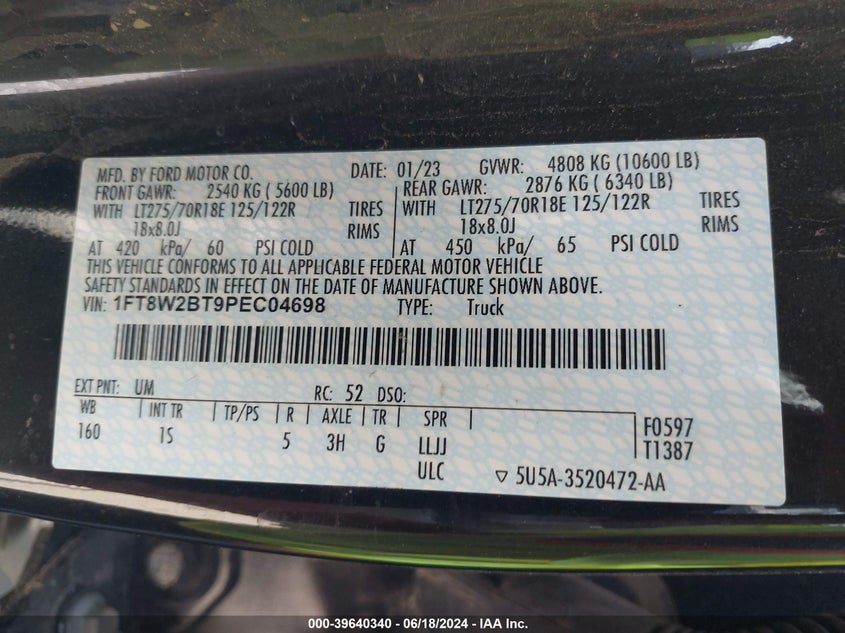 MFD. BY FORD MOTOR CO. DATE: 01/23 GVWR: 4808 KG (10600 LB)
FRONT GAWR: 2540 KG ( 5600 LB) REAR GAWR: 2876 KG ( 6340 LB)
WITH LT275/70R18E 125/122R TIRES WITH LT275/70R18E 125/122R TIRES
18x8.0J RIMS 18x8.0J RIMS
AT 420 kPa/ 60 PSI COLD AT 450 kPa/ 65 PSI COLD
THIS VEHICLE CONFORMS TO ALL APPLICABLE FEDERAL MOTOR VEHICLE
SAFETY STANDARDS IN EFFECT ON THE DATE OF MANUFACTURE SHOWN ABOVE.
VIN: 1FT8W2BT9PEC04698 TYPE: Truck
EXT PNT: UM RC: 52 DSO:
WB INT TR TP/PS R AXLE TR SPR
160 1S 5 3H G LLJJ F0597
ULC T1387
▽ 5U5A-3520472-AA
000-39640340 - 06/18/2024 - IAA Inc.